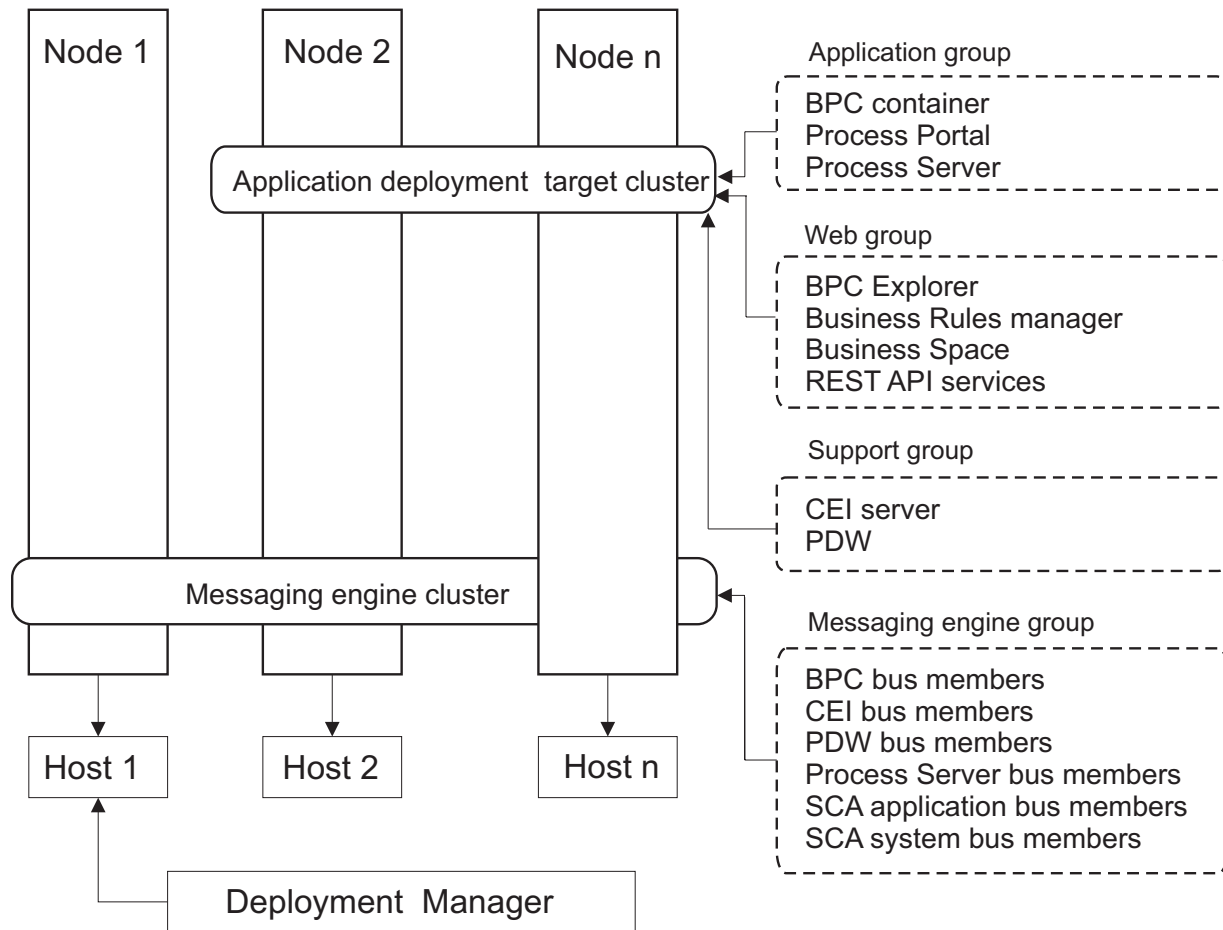 Node 1
Node 2
Node n
Application deployment target cluster
Messaging engine cluster
Host 1
Host 2
Host n
Deployment Manager
Application group
BPC container
Process Portal
Process Server
Web group
BPC Explorer
Business Rules manager
Business Space
REST API services
Support group
CEI server
PDW
Messaging engine group
BPC bus members
CEI bus members
PDW bus members
Process Server bus members
SCA application bus members
SCA system bus members